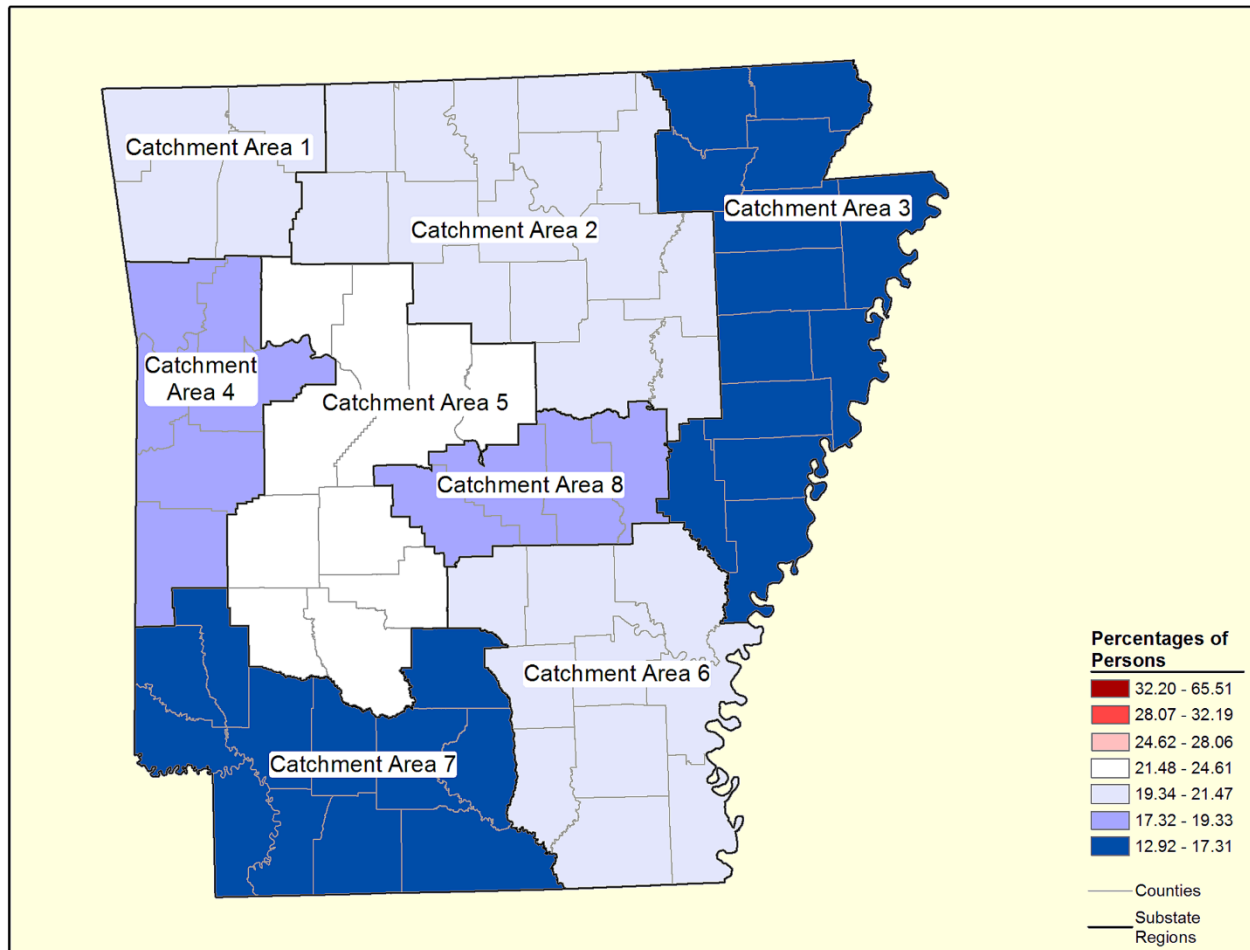 Catchment Area 1
Catchment Area 2
Catchment Area 3
Catchment
Area 4
Catchment Area 5
Catchment Area 8
Catchment Area 6
Catchment Area 7
Percentages of
Persons
32.20 - 65.51
28.07 - 32.19
24.62 - 28.06
21.48 - 24.61
19.34 - 21.47
17.32 - 19.33
12.92 - 17.31
Counties
Substate
Regions